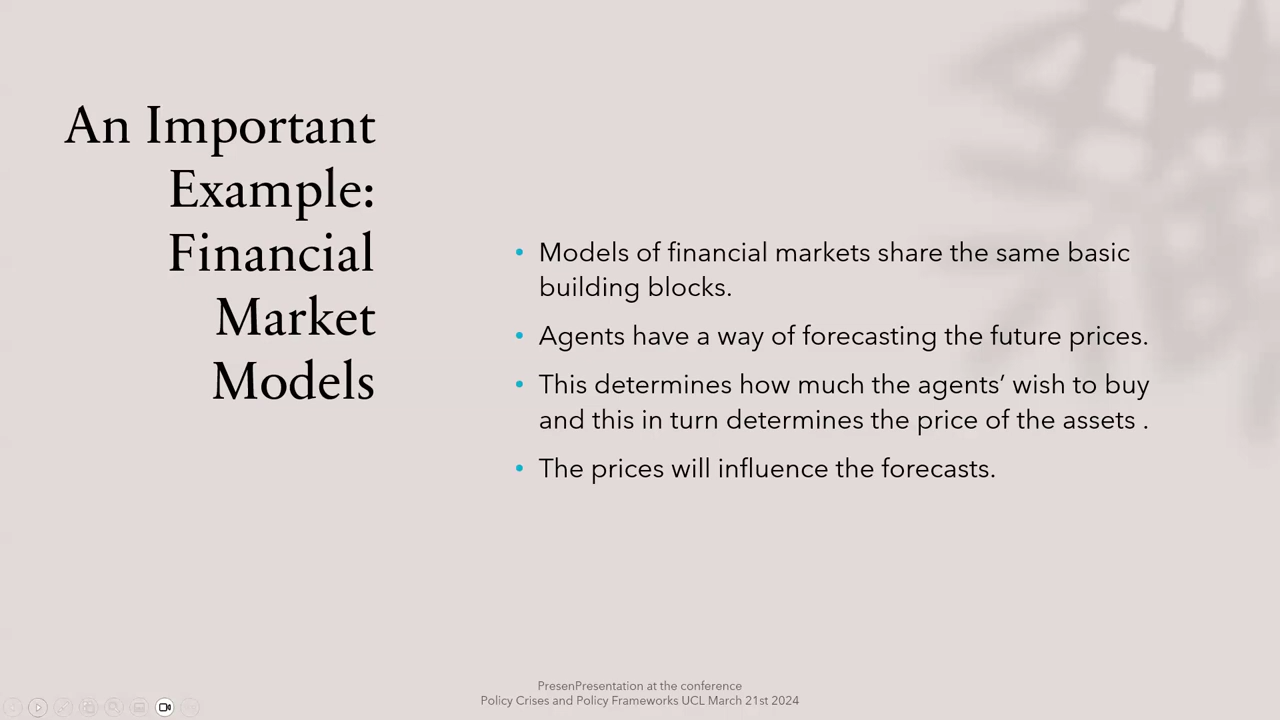 An Important
Example:
Financial
Market
Models
• Models of financial markets share the same basic
building blocks.
• Agents have a way of forecasting the future prices.
• This determines how much the agents’ wish to buy
and this in turn determines the price of the assets .
• The prices will influence the forecasts.
PresenPresentation at the conference
Policy Crises and Policy Frameworks UCL March 21st 2024